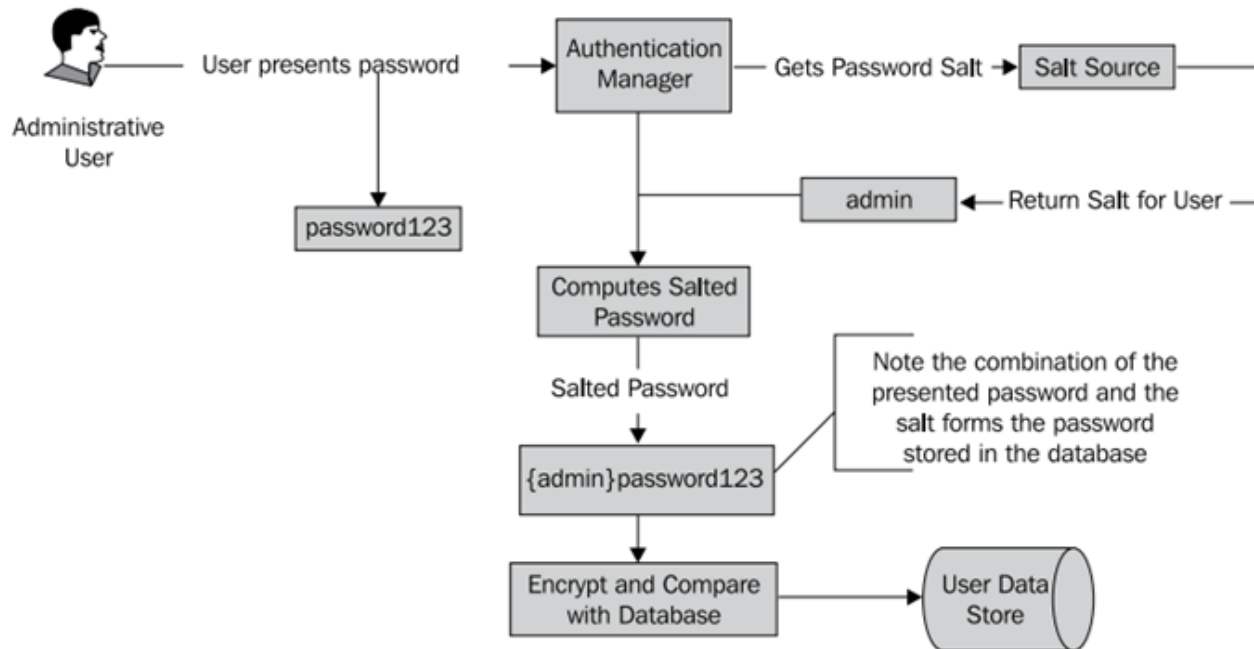 User presents password
Authentication
Manager
Gets Password Salt
Salt Source
Administrative
User
password123
admin
Return Salt for User
Computes Salted
Password
Salted Password
Note the combination of the
presented password and the
salt forms the password
stored in the database
{admin}password123
Encrypt and Compare
with Database
User Data
Store